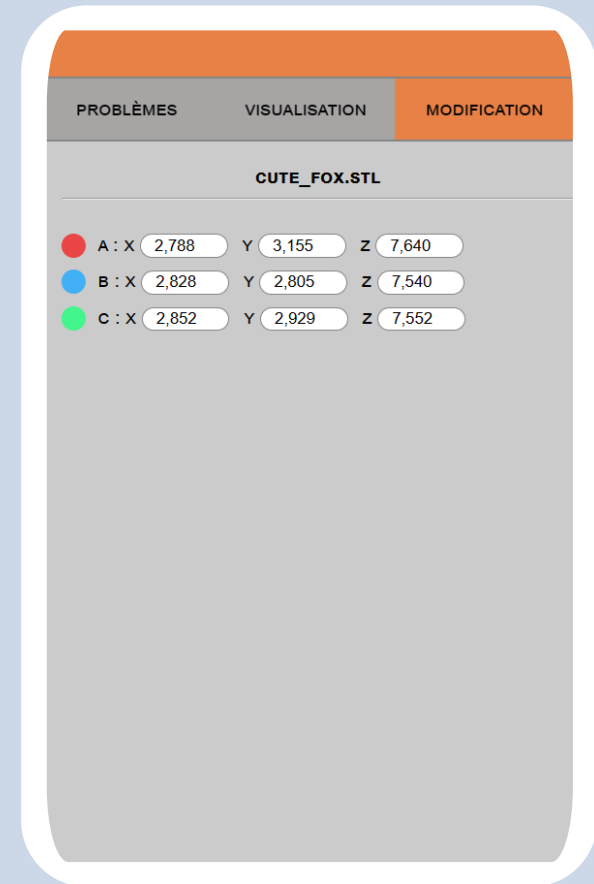 PROBLÈMES VISUALISATION MODIFICATION
CUTE_FOX.STL
A : X 2,788 Y 3,155 Z 7,640
B : X 2,828 Y 2,805 Z 7,540
C : X 2,852 Y 2,929 Z 7,552